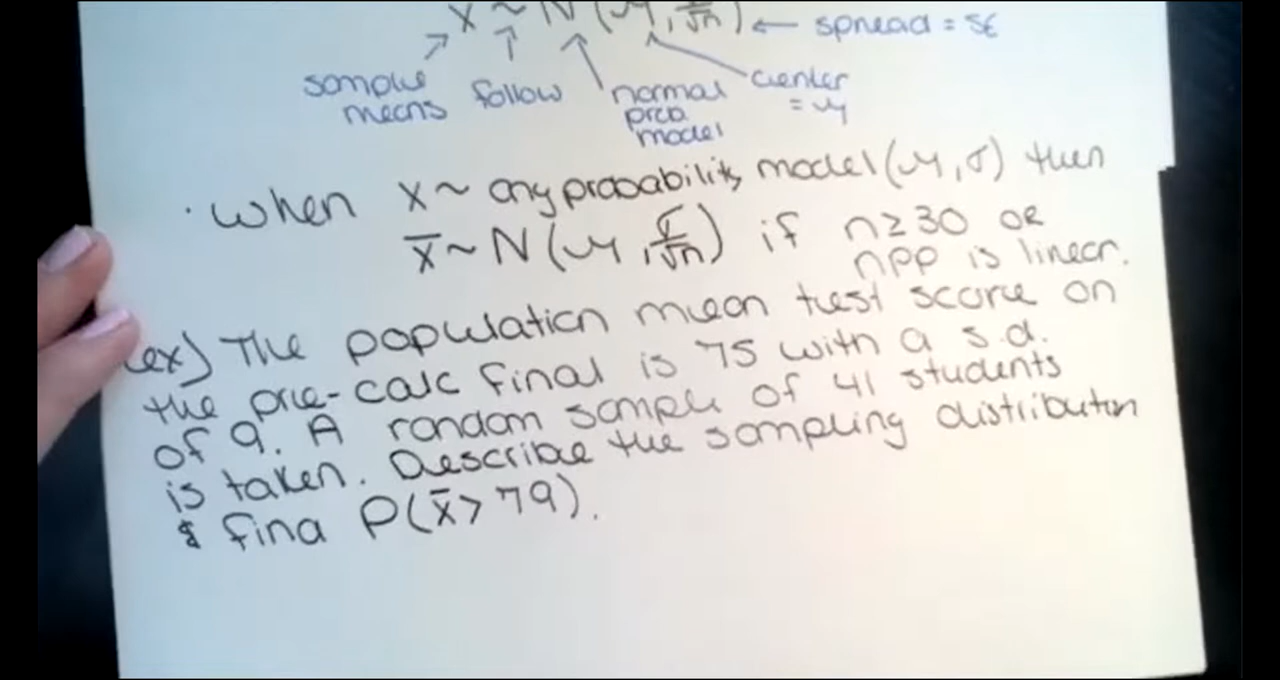 X̄ ~ N (μ, σ/√n) ← spread = SE
sample means follow normal prob. model center = μ
· When X ~ any probability model (μ, σ) then
X̄ ~ N (μ, σ/√n) if n ≥ 30 or
npp is linear.
ex) The population mean test score on
the pre-calc final is 75 with a s.d.
of 9. A random sample of 41 students
is taken. Describe the sampling distribution
& find P(x̄ > 79).